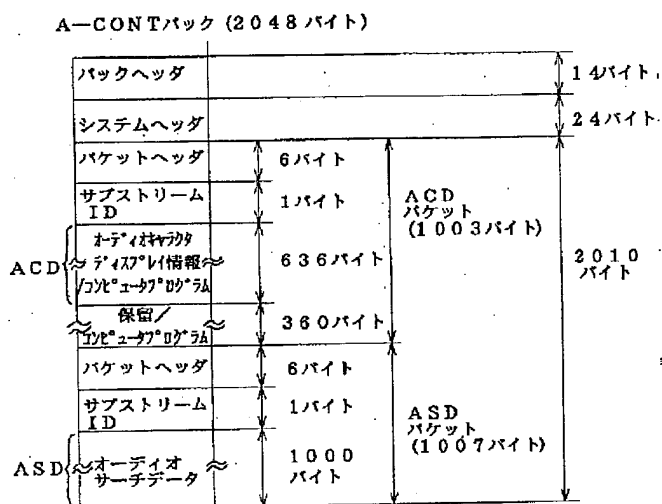 A－CONTパック (2048バイト)
パックヘッダ
14バイト
システムヘッダ
24バイト
パケットヘッダ
6バイト
サブストリーム
ID
1バイト
ACD
パケット
(1003バイト)
2010
バイト
ACD
オーディオキャラクタ
ディスプレイ情報
/コンピュータプログラム
636バイト
保留/
コンピュータプログラム
360バイト
パケットヘッダ
6バイト
サブストリーム
ID
1バイト
ASD
パケット
(1007バイト)
ASD
オーディオ
サーチデータ
1000
バイト